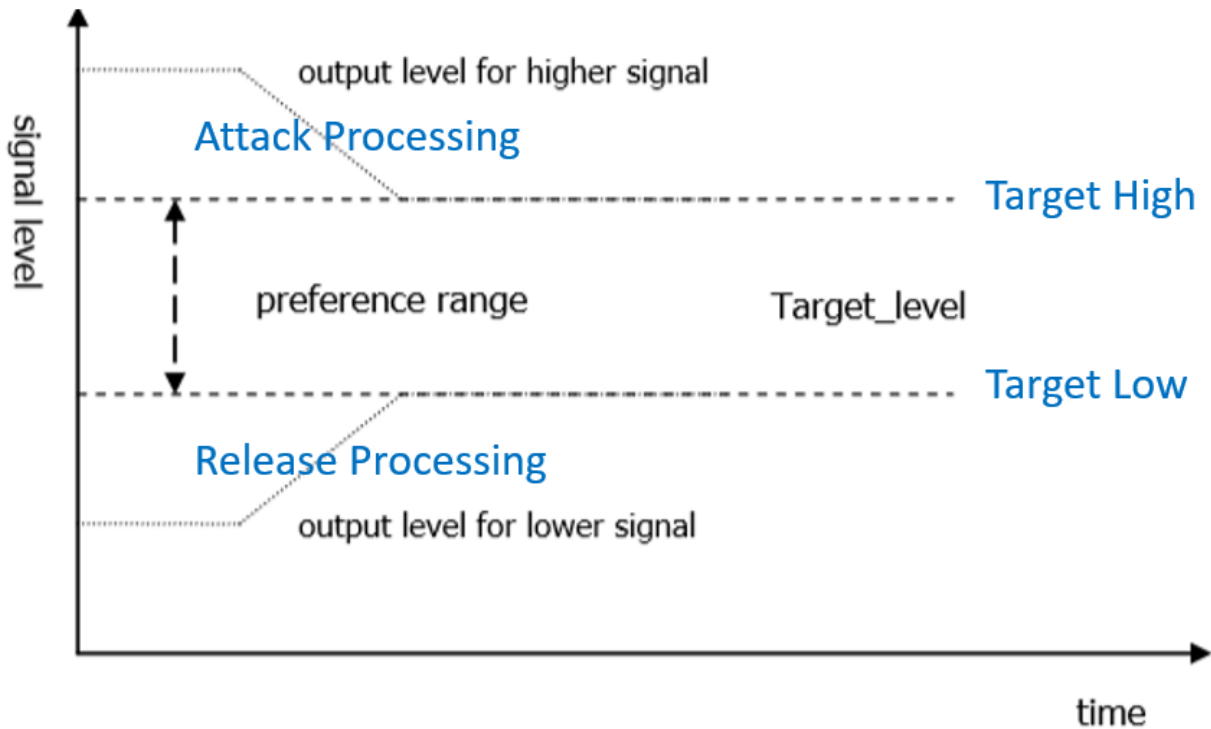 output level for higher signal
Attack Processing
signal level
Target High
preference range
Target_level
Target Low
Release Processing
output level for lower signal
time